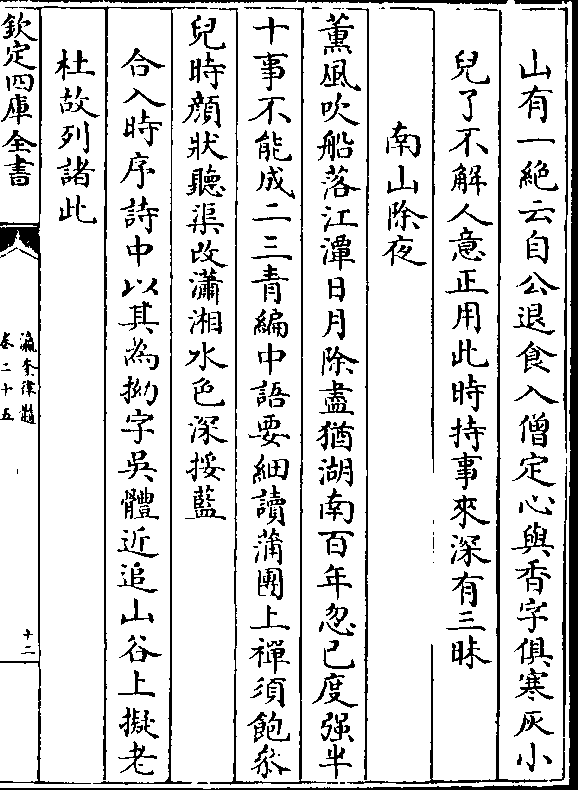 山有一絶云自公退食入僧定心與香字俱寒灰小
兒了不解人意正用此時持事來深有三昧
南山除夜
薫風吹船落江潭日月除盡猶湖南百年忽已度强半
十事不能成二三青編中語要細讀蒲團上禪須飽叅
兒時顔狀聽渠改瀟湘水色深挼藍
合入時序詩中以其為拗字吳體近追山谷上擬老
杜故列諸此
欽定四庫全書
瀛奎律髓
卷二十五
十二